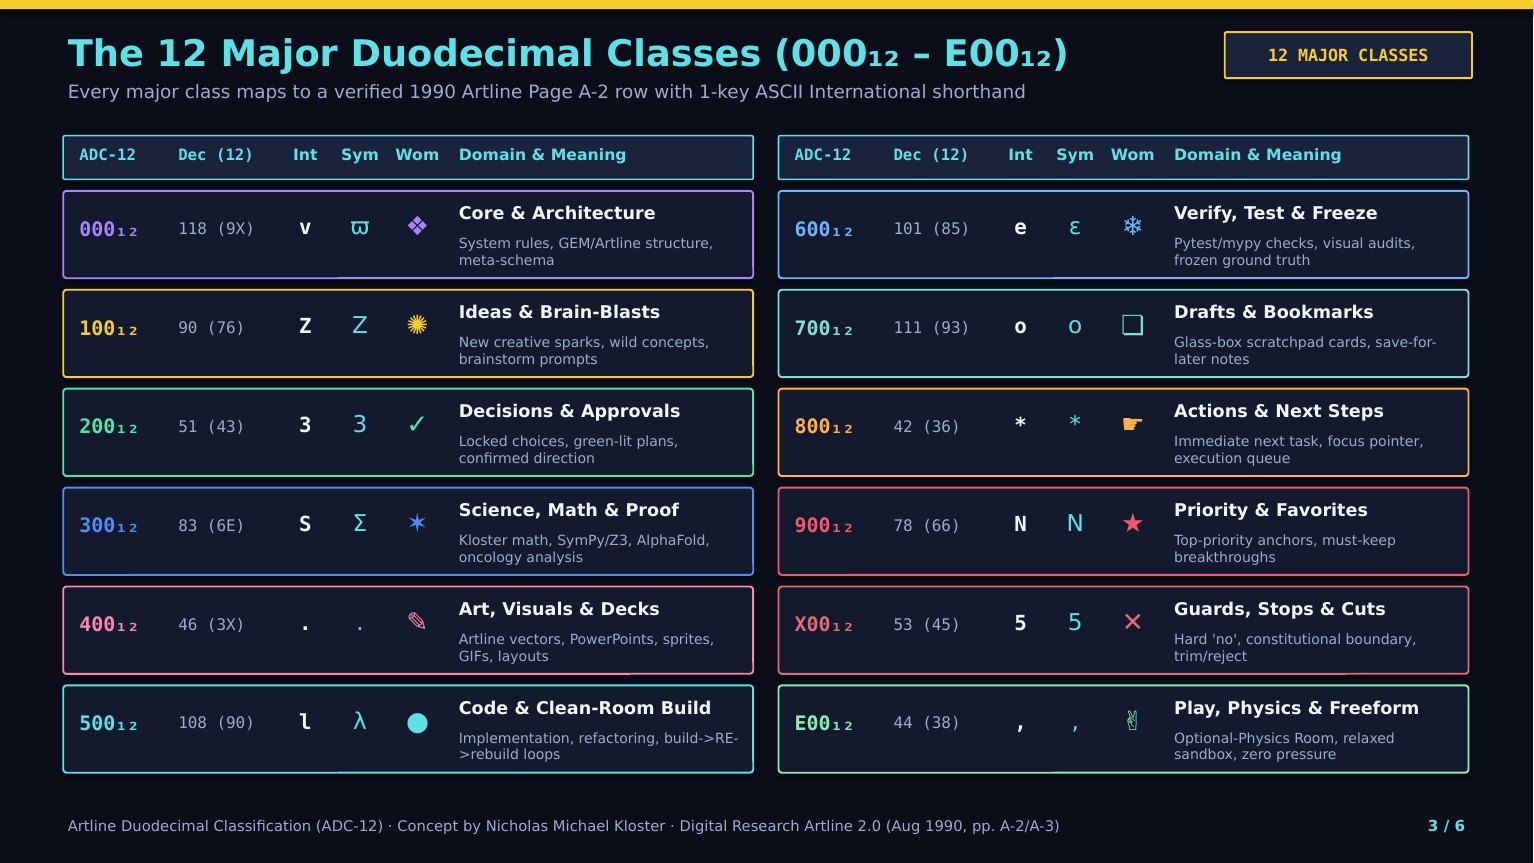 The 12 Major Duodecimal Classes (000₁₂ – E00₁₂)
12 MAJOR CLASSES
Every major class maps to a verified 1990 Artline Page A-2 row with 1-key ASCII International shorthand
ADC-12 Dec (12) Int Sym Wom Domain & Meaning
000₁₂ 118 (9X) v ϖ ❖ Core & Architecture
System rules, GEM/Artline structure,
meta-schema
100₁₂ 90 (76) Z Ζ ✺ Ideas & Brain-Blasts
New creative sparks, wild concepts,
brainstorm prompts
200₁₂ 51 (43) 3 3 ✓ Decisions & Approvals
Locked choices, green-lit plans,
confirmed direction
300₁₂ 83 (6E) S Σ ✶ Science, Math & Proof
Kloster math, SymPy/Z3, AlphaFold,
oncology analysis
400₁₂ 46 (3X) . . ✎ Art, Visuals & Decks
Artline vectors, PowerPoints, sprites,
GIFs, layouts
500₁₂ 108 (90) l λ ● Code & Clean-Room Build
Implementation, refactoring, build->RE-
>rebuild loops
ADC-12 Dec (12) Int Sym Wom Domain & Meaning
600₁₂ 101 (85) e ε ❄ Verify, Test & Freeze
Pytest/mypy checks, visual audits,
frozen ground truth
700₁₂ 111 (93) o ο ❏ Drafts & Bookmarks
Glass-box scratchpad cards, save-for-
later notes
800₁₂ 42 (36) * * ☛ Actions & Next Steps
Immediate next task, focus pointer,
execution queue
900₁₂ 78 (66) N Ν ★ Priority & Favorites
Top-priority anchors, must-keep
breakthroughs
X00₁₂ 53 (45) 5 5 ✕ Guards, Stops & Cuts
Hard 'no', constitutional boundary,
trim/reject
E00₁₂ 44 (38) , , ✌ Play, Physics & Freeform
Optional-Physics Room, relaxed
sandbox, zero pressure
Artline Duodecimal Classification (ADC-12) · Concept by Nicholas Michael Kloster · Digital Research Artline 2.0 (Aug 1990, pp. A-2/A-3)
3 / 6